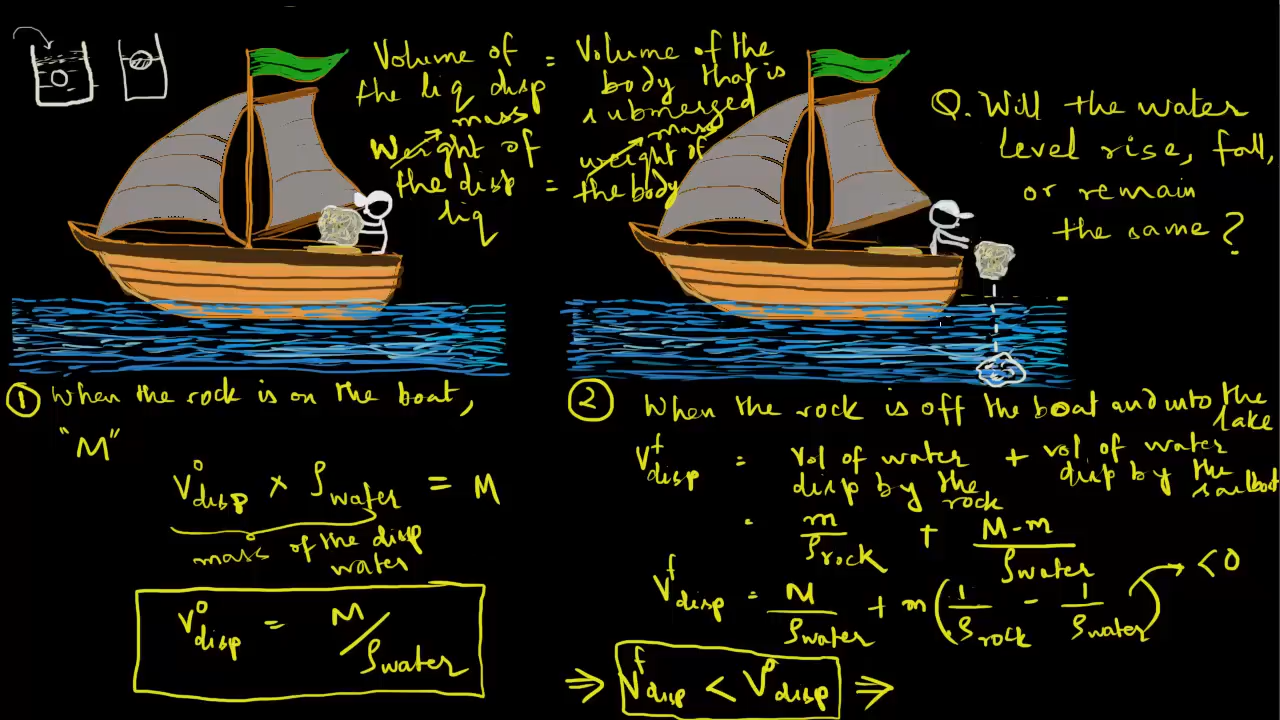 Volume of
the liq disp
mass
Weight of
the disp
liq
=
=
Volume of the
body that is
submerged
mass
weight of
the body
Q. Will the water
level rise, fall,
or remain
the same ?
① When the rock is on the boat,
"M"
V°disp × ρwater = M
mass of the disp
water
V°disp = M/ρwater
② When the rock is off the boat and into the
lake
Vᶠdisp = vol of water + vol of water
disp by the rock
disp by the sailboat
= m/ρrock + M-m/ρwater
Vᶠdisp = M/ρwater + m(1/ρrock - 1/ρwater) → <0
⇒ Vᶠdisp < V°disp ⇒